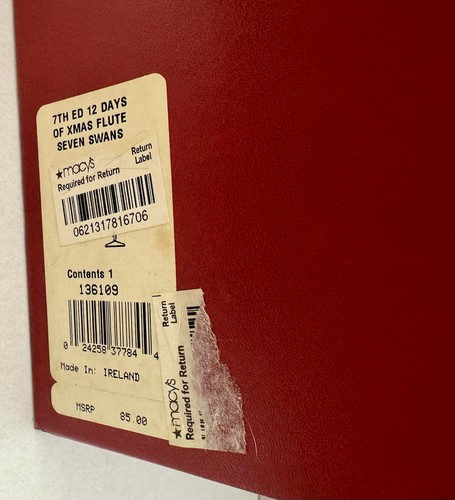 7TH ED 12 DAYS
OF XMAS FLUTE
SEVEN SWANS
★macy's
Return
Label
Required for Return
0621317816706
Contents 1
136109
0 24258 37784 4
Made In: IRELAND
MSRP 85.00
★macy's
Return
Label
Required for Return